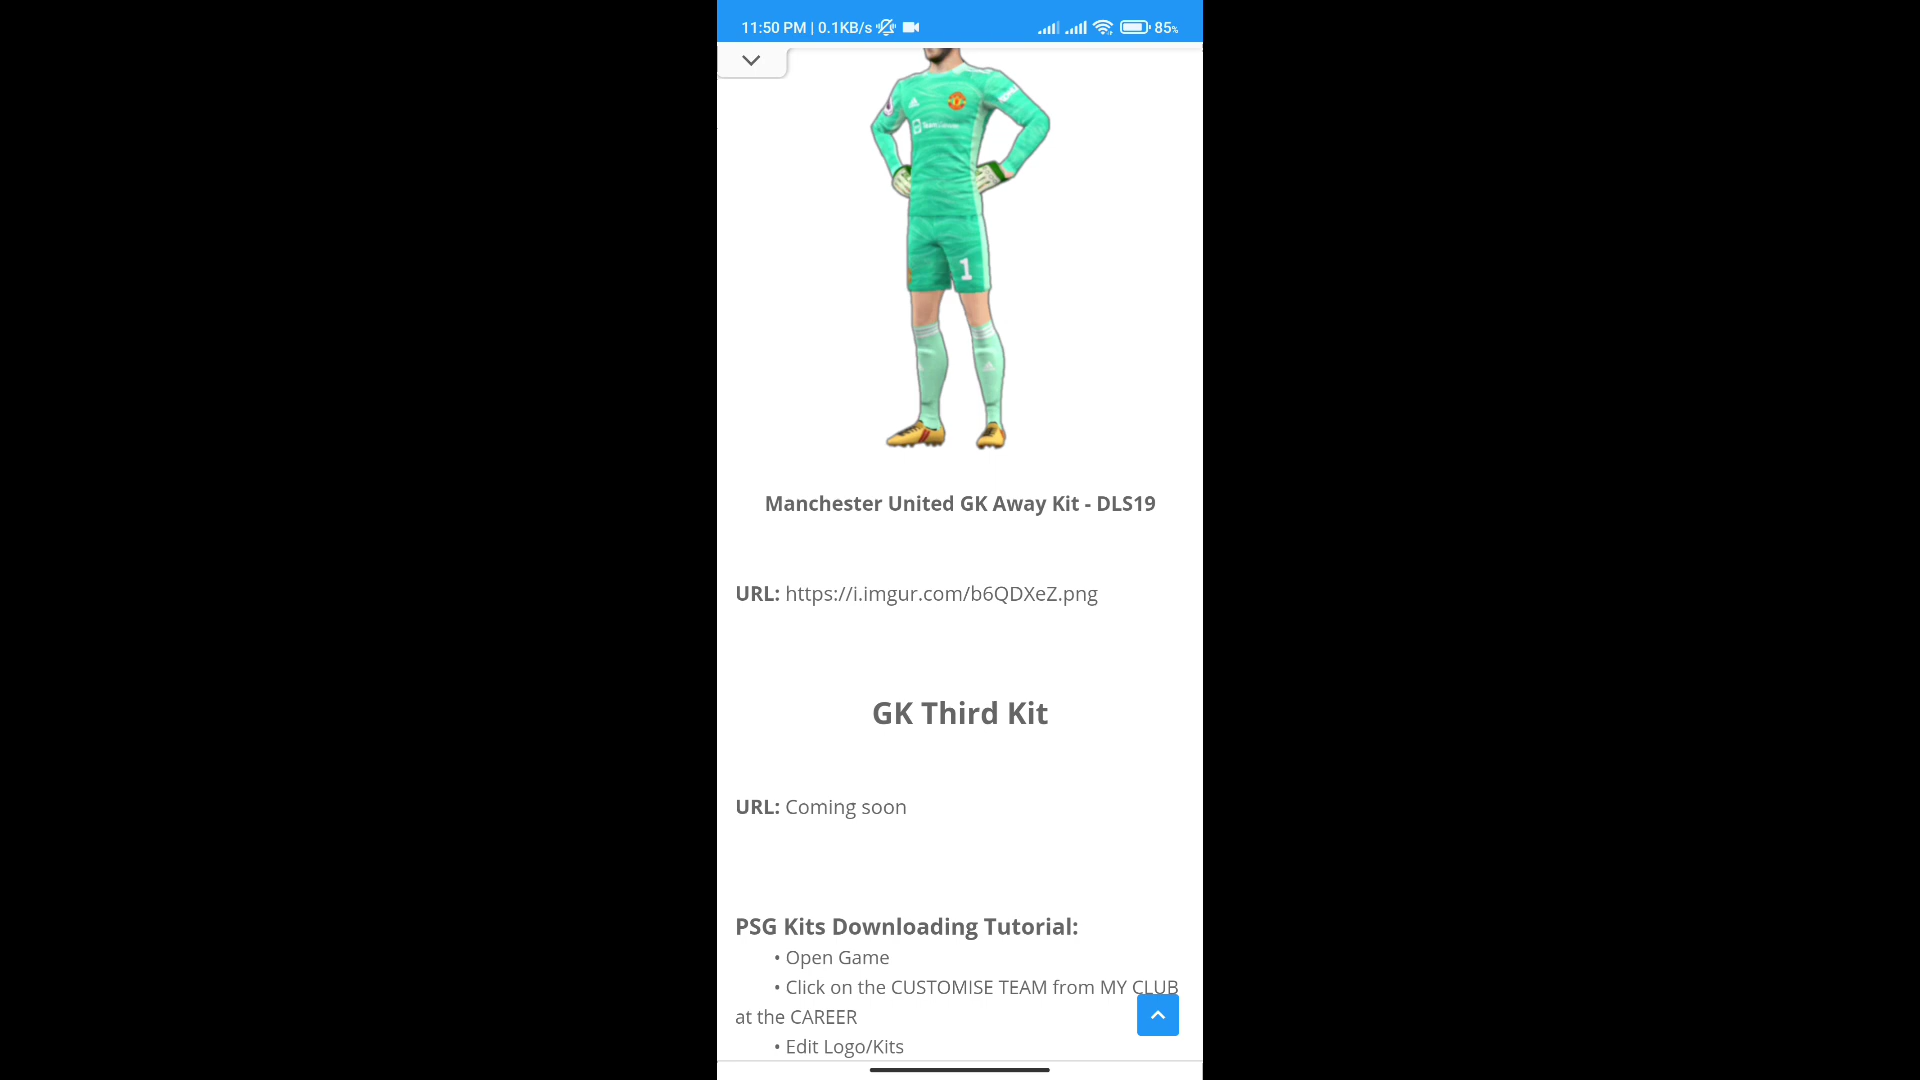 11:50 PM | 0.1KB/s
85%
TeamViewer
1
Manchester United GK Away Kit - DLS19
URL: https://i.imgur.com/b6QDXeZ.png
GK Third Kit
URL: Coming soon
PSG Kits Downloading Tutorial:
• Open Game
• Click on the CUSTOMISE TEAM from MY CLUB
at the CAREER
• Edit Logo/Kits